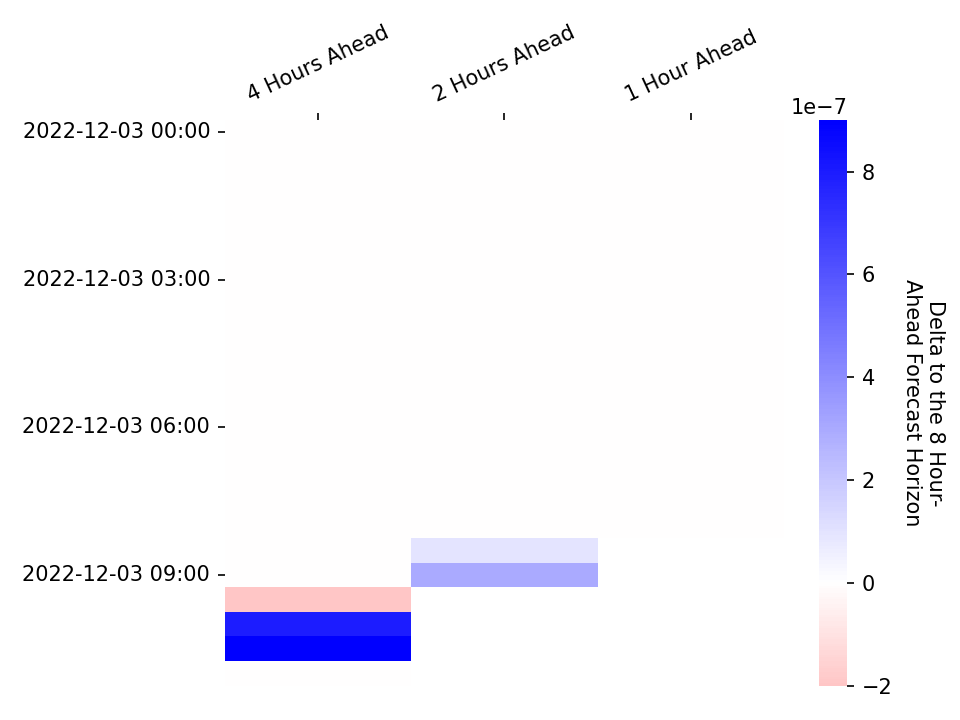 4 Hours Ahead
2 Hours Ahead
1 Hour Ahead
1e−7
2022-12-03 00:00
2022-12-03 03:00
2022-12-03 06:00
2022-12-03 09:00
8
6
4
2
0
−2
Delta to the 8 Hour-
Ahead Forecast Horizon